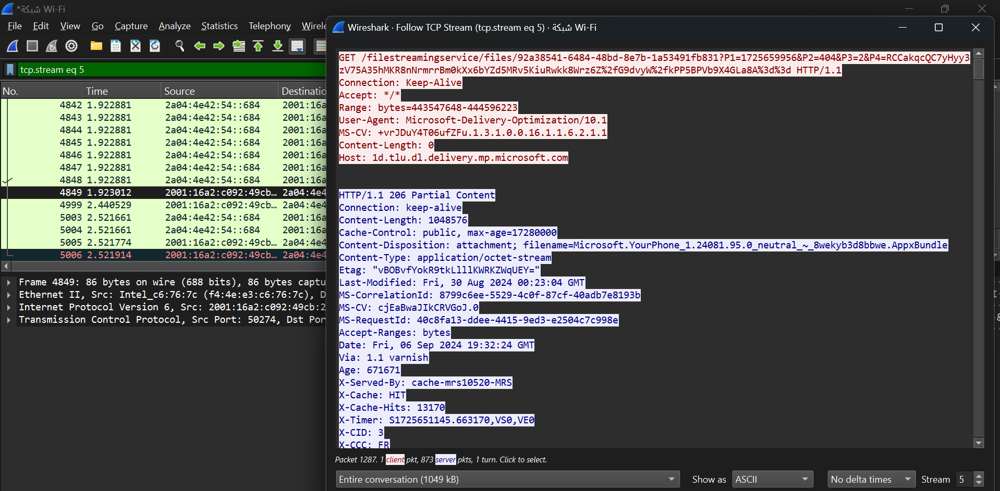 *شبكة Wi-Fi
File Edit View Go Capture Analyze Statistics Telephony
Wireshark · Follow TCP Stream (tcp.stream eq 5) · شبكة Wi-Fi
tcp.stream eq 5
No. Time Source
4842 1.922881 2a04:4e42:54::684 2001:16a
4843 1.922881 2a04:4e42:54::684 2001:16a
4844 1.922881 2a04:4e42:54::684 2001:16a
4845 1.922881 2a04:4e42:54::684 2001:16a
4846 1.922881 2a04:4e42:54::684 2001:16a
4847 1.922881 2a04:4e42:54::684 2001:16a
4848 1.922881 2a04:4e42:54::684 2001:16a
4849 1.923012 2001:16a2:c092:49cb… 2a04:4e4
4999 2.440529 2001:16a2:c092:49cb… 2a04:4e4
5003 2.521661 2a04:4e42:54::684 2001:16a
5004 2.521661 2a04:4e42:54::684 2001:16a
5005 2.521774 2001:16a2:c092:49cb… 2a04:4e4
5006 2.521914 2001:16a2:c092:49cb… 2a04:4e4
Frame 4849: 86 bytes on wire (688 bits), 86 bytes captu
Ethernet II, Src: Intel_c6:76:7c (f4:4e:e3:c6:76:7c), D
Internet Protocol Version 6, Src: 2001:16a2:c092:49cb:2
Transmission Control Protocol, Src Port: 50274, Dst Por
GET /filestreamingservice/files/92a38541-6484-48bd-8e7b-1a53491fb831?P1=1725659956&P2=404&P3=2&P4=RCCakqcQC7yHyy3
zV75A35hMKR8nNrmrrBm0kXx6bYZd5MRv5KiuRwkk8Wrz6Z%2fG9dvyW%2fkPP5BPVb9X4GLa8A%3d%3d HTTP/1.1
Connection: Keep-Alive
Accept: */*
Range: bytes=443547648-444596223
User-Agent: Microsoft-Delivery-Optimization/10.1
MS-CV: +vrJDuY4T06ufZFu.1.3.1.0.0.16.1.1.6.2.1.1
Content-Length: 0
Host: 1d.tlu.dl.delivery.mp.microsoft.com
HTTP/1.1 206 Partial Content
Connection: keep-alive
Content-Length: 1048576
Cache-Control: public, max-age=17280000
Content-Disposition: attachment; filename=Microsoft.YourPhone_1.24081.95.0_neutral_~_8wekyb3d8bbwe.AppxBundle
Content-Type: application/octet-stream
Etag: "vBOBvfYokR9tkLlllKWRKZWqUEY="
Last-Modified: Fri, 30 Aug 2024 00:23:04 GMT
MS-CorrelationId: 8799c6ee-5529-4c0f-87cf-40adb7e8193b
MS-CV: cjEaBwaJIkCRVGoJ.0
MS-RequestId: 40c8fa13-ddee-4415-9ed3-e2504c7c998e
Accept-Ranges: bytes
Date: Fri, 06 Sep 2024 19:32:24 GMT
Via: 1.1 varnish
Age: 671671
X-Served-By: cache-mrs10520-MRS
X-Cache: HIT
X-Cache-Hits: 13170
X-Timer: S1725651145.663170,VS0,VE0
X-CID: 3
X-CCC: FR
Packet 1287. 1 client pkt, 873 server pkts, 1 turn. Click to select.
Entire conversation (1049 kB) Show as ASCII No delta times Stream 5